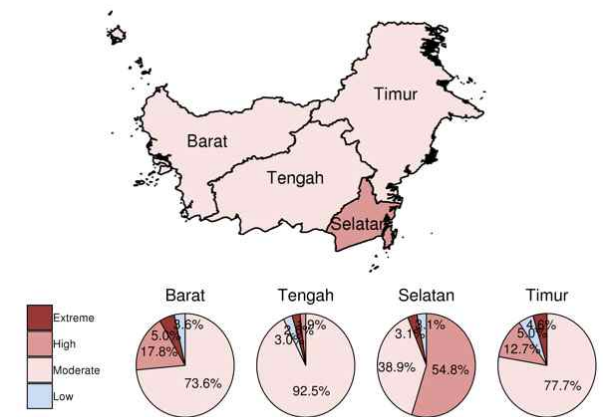 Timur
Barat
Tengah
Selatan
Barat
Tengah
Selatan
Timur
Extreme
High
Moderate
Low
3.6%
5.0%
17.8%
73.6%
3.0%
92.5%
3.1%
38.9%
54.8%
5.0%
12.7%
77.7%